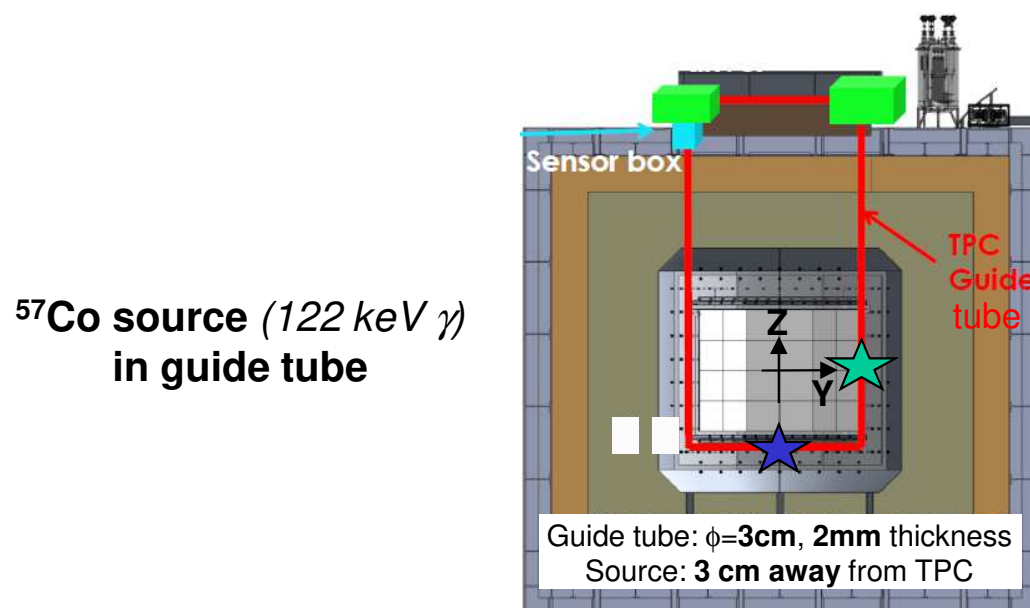 Sensor box
TPC
Guide
tube
⁵⁷Co source (122 keV γ)
in guide tube
Z
Y
Guide tube: ϕ=3cm, 2mm thickness
Source: 3 cm away from TPC